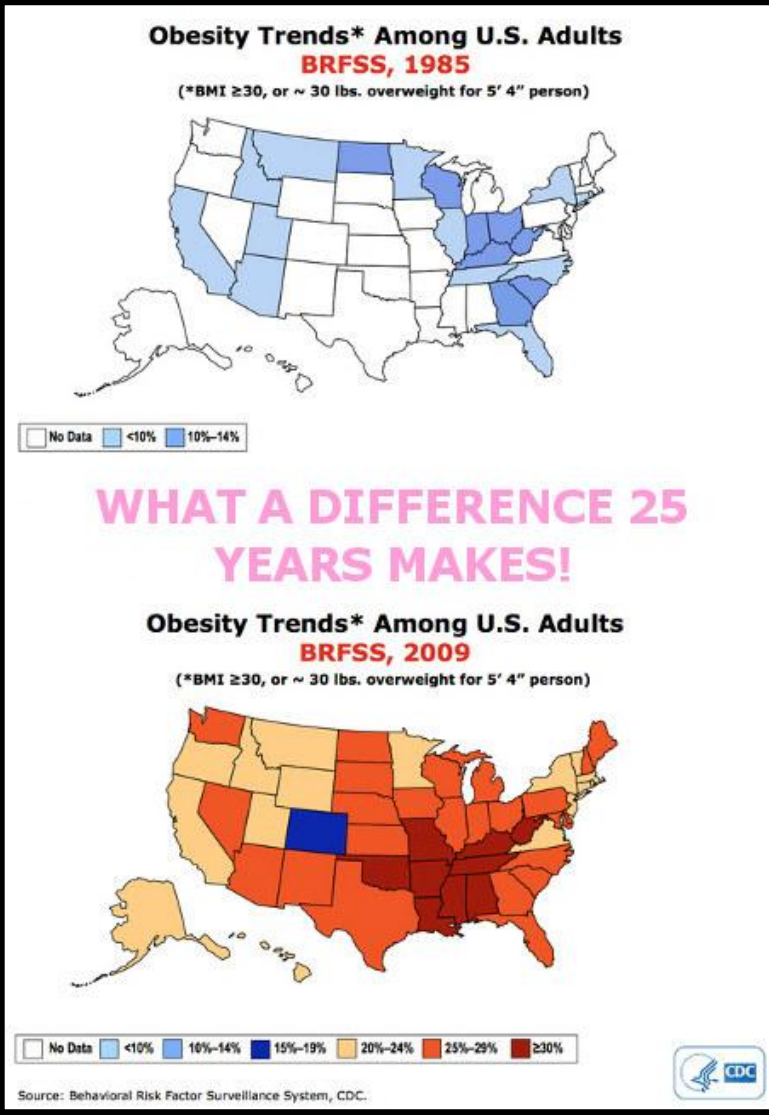 Obesity Trends* Among U.S. Adults
BRFSS, 1985
(*BMI ≥30, or ~ 30 lbs. overweight for 5’ 4” person)
No Data <10% 10%–14%
WHAT A DIFFERENCE 25
YEARS MAKES!
Obesity Trends* Among U.S. Adults
BRFSS, 2009
(*BMI ≥30, or ~ 30 lbs. overweight for 5’ 4” person)
No Data <10% 10%–14% 15%–19% 20%–24% 25%–29% ≥30%
CDC
Source: Behavioral Risk Factor Surveillance System, CDC.